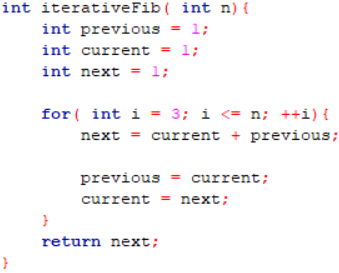 int iterativeFib( int n){
    int previous = 1;
    int current = 1;
    int next = 1;

    for( int i = 3; i <= n; ++i){
        next = current + previous;

        previous = current;
        current = next;
    }
    return next;
}